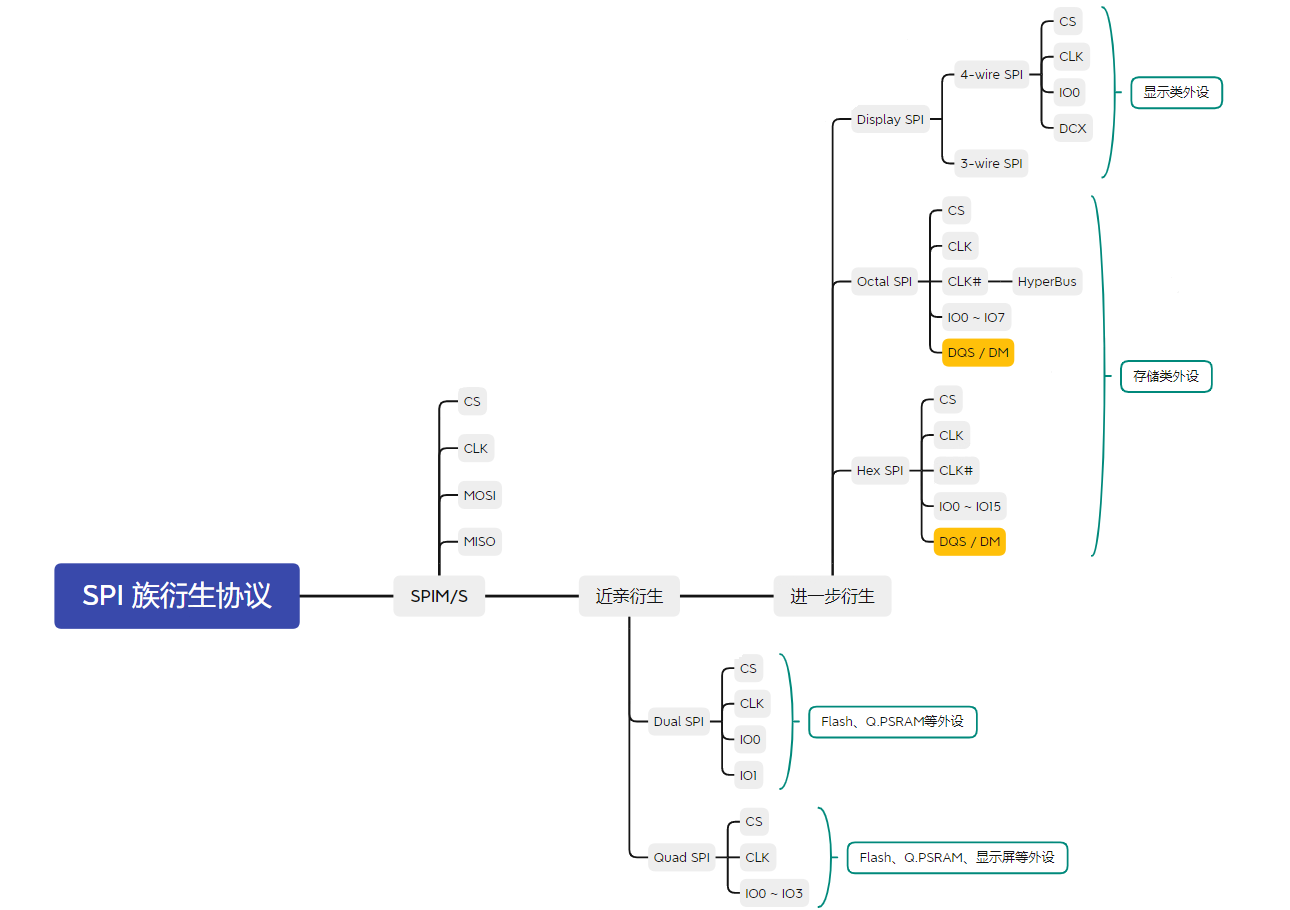 SPI 族衍生协议
SPIM/S
CS
CLK
MOSI
MISO
近亲衍生
Dual SPI
CS
CLK
IO0
IO1
Flash、Q.PSRAM等外设
Quad SPI
CS
CLK
IO0 ~ IO3
Flash、Q.PSRAM、显示屏等外设
进一步衍生
Display SPI
4-wire SPI
CS
CLK
IO0
DCX
3-wire SPI
显示类外设
Octal SPI
CS
CLK
CLK#
HyperBus
IO0 ~ IO7
DQS / DM
Hex SPI
CS
CLK
CLK#
IO0 ~ IO15
DQS / DM
存储类外设